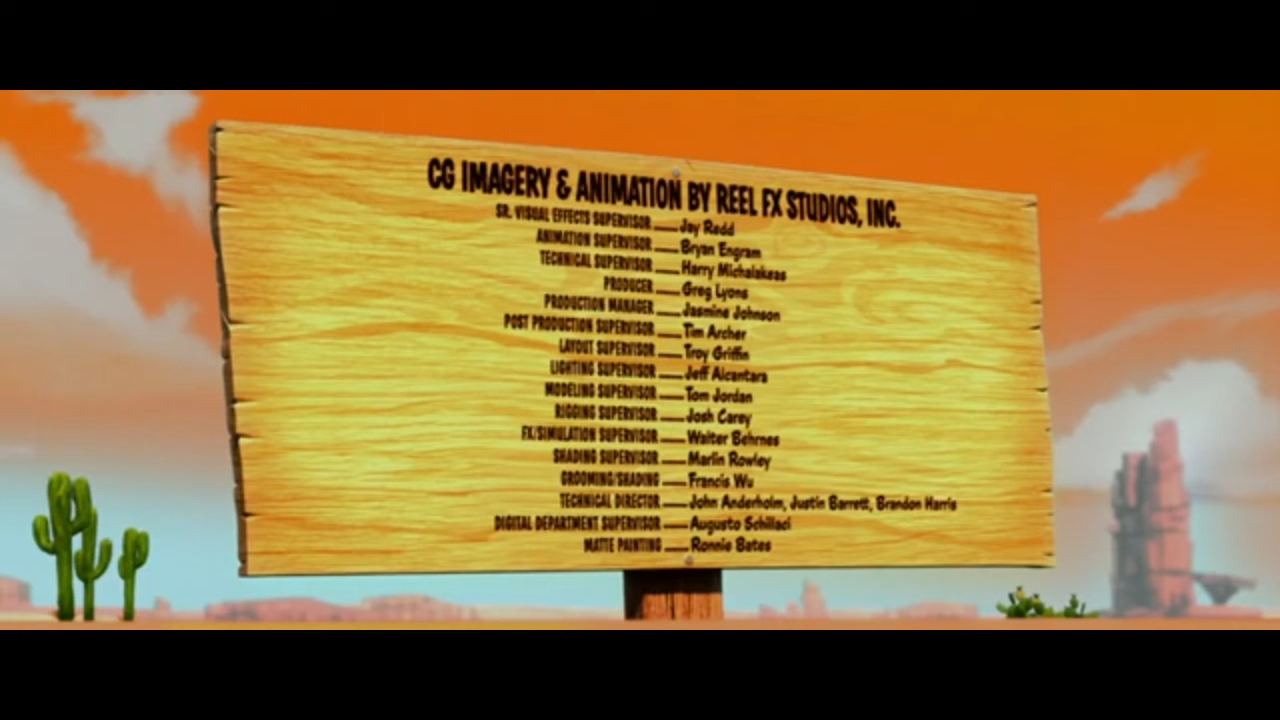 CG IMAGERY & ANIMATION BY REEL FX STUDIOS, INC.
SR. VISUAL EFFECTS SUPERVISOR ...... Jay Redd
ANIMATION SUPERVISOR ...... Bryan Engram
TECHNICAL SUPERVISOR ...... Harry Michalakeas
PRODUCER ...... Greg Lyons
PRODUCTION MANAGER ...... Jasmine Johnson
POST PRODUCTION SUPERVISOR ...... Tim Archer
LAYOUT SUPERVISOR ...... Troy Griffin
LIGHTING SUPERVISOR ...... Jeff Alcantara
MODELING SUPERVISOR ...... Tom Jordan
RIGGING SUPERVISOR ...... Josh Carey
FX/SIMULATION SUPERVISOR ...... Walter Behrnes
SHADING SUPERVISOR ...... Marlin Rowley
GROOMING/SHADING ...... Francis Wu
TECHNICAL DIRECTOR ...... John Anderholm, Justin Barrett, Brandon Harris
DIGITAL DEPARTMENT SUPERVISOR ...... Augusto Schillaci
MATTE PAINTING ...... Ronnie Bates